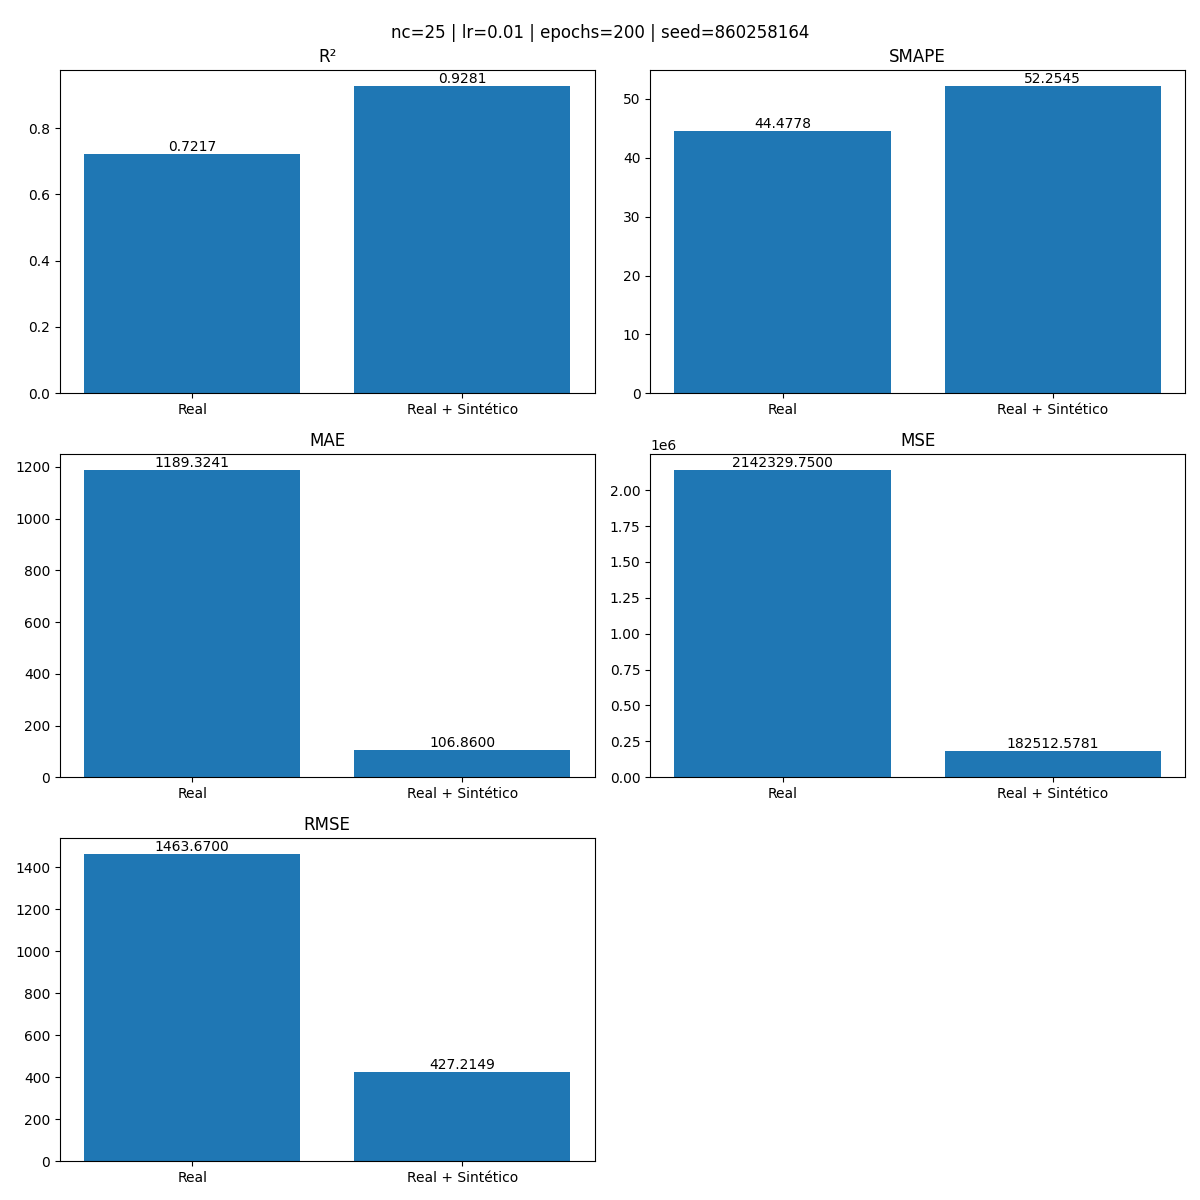 nc=25 | lr=0.01 | epochs=200 | seed=860258164
R²
0.9281
0.7217
0.8
0.6
0.4
0.2
0.0
Real
Real + Sintético
SMAPE
52.2545
44.4778
50
40
30
20
10
0
Real
Real + Sintético
MAE
1189.3241
106.8600
1200
1000
800
600
400
200
0
Real
Real + Sintético
MSE
1e6
2142329.7500
182512.5781
2.00
1.75
1.50
1.25
1.00
0.75
0.50
0.25
0.00
Real
Real + Sintético
RMSE
1463.6700
427.2149
1400
1200
1000
800
600
400
200
0
Real
Real + Sintético